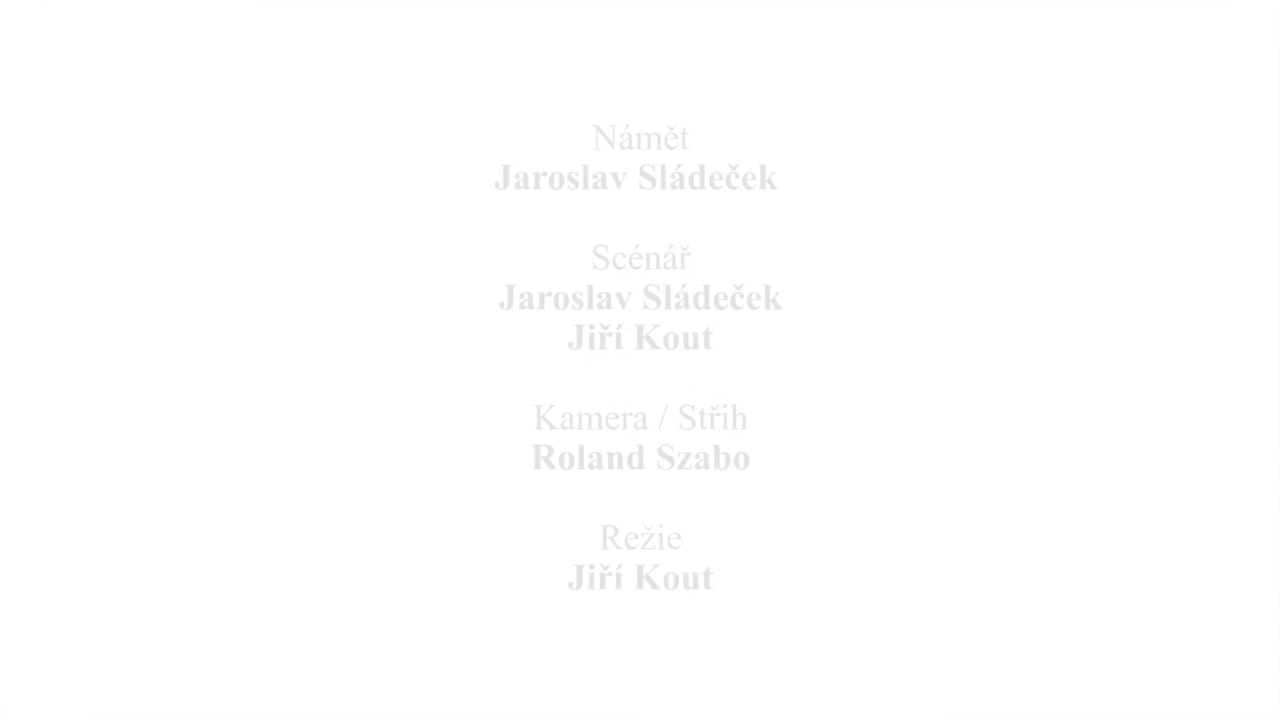 Námět
Jaroslav Sládeček
Scénář
Jaroslav Sládeček
Jiří Kout
Kamera / Střih
Roland Szabo
Režie
Jiří Kout